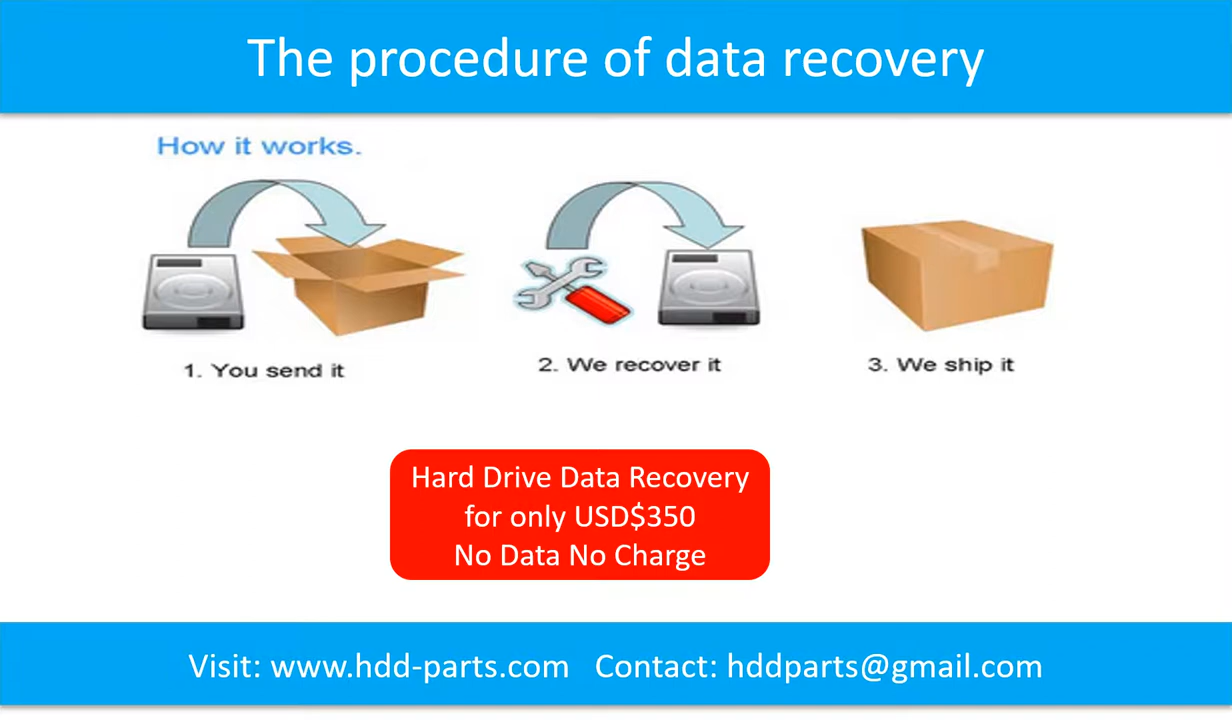 The procedure of data recovery
How it works.
1. You send it
2. We recover it
3. We ship it
Hard Drive Data Recovery
for only USD$350
No Data No Charge
Visit: www.hdd-parts.com Contact: hddparts@gmail.com